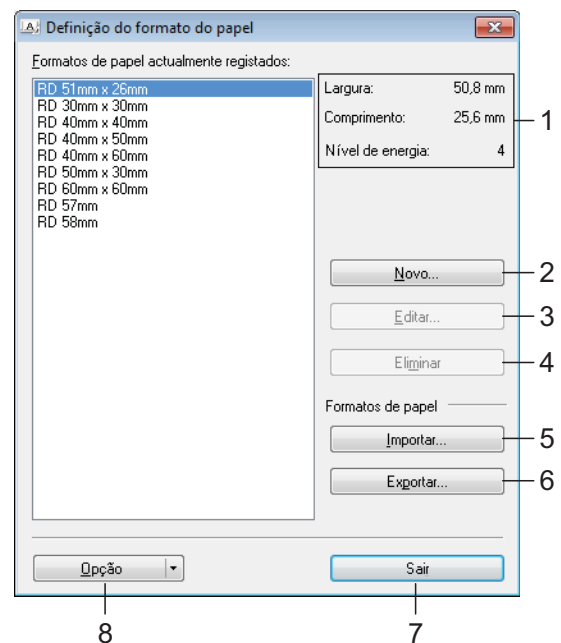 Definição do formato do papel
Formatos de papel actualmente registados:
RD 51mm x 26mm
RD 30mm x 30mm
RD 40mm x 40mm
RD 40mm x 50mm
RD 40mm x 60mm
RD 50mm x 30mm
RD 60mm x 60mm
RD 57mm
RD 58mm
Largura: 50,8 mm
Comprimento: 25,6 mm
Nível de energia: 4
1
Novo... 2
Editar... 3
Eliminar 4
Formatos de papel
Importar... 5
Exportar... 6
Opção Sair
8 7